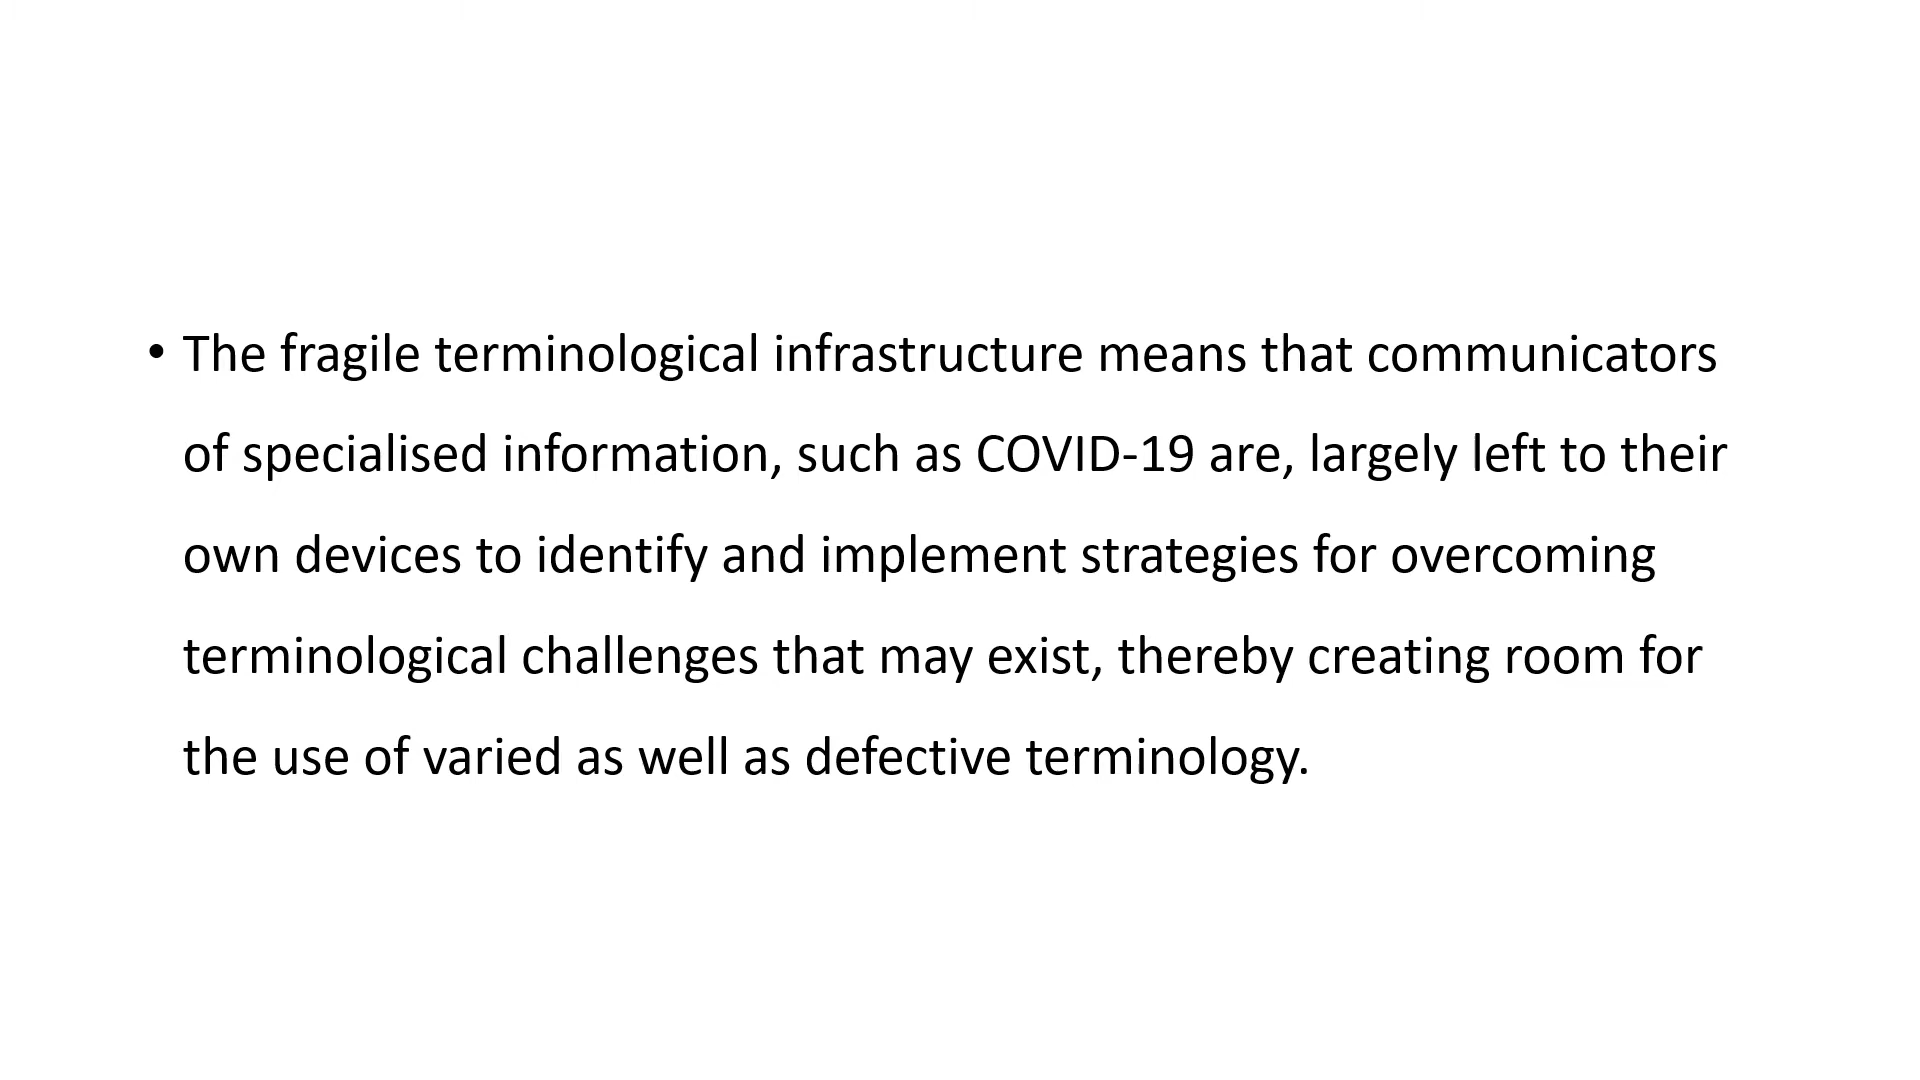 • The fragile terminological infrastructure means that communicators
of specialised information, such as COVID-19 are, largely left to their
own devices to identify and implement strategies for overcoming
terminological challenges that may exist, thereby creating room for
the use of varied as well as defective terminology.